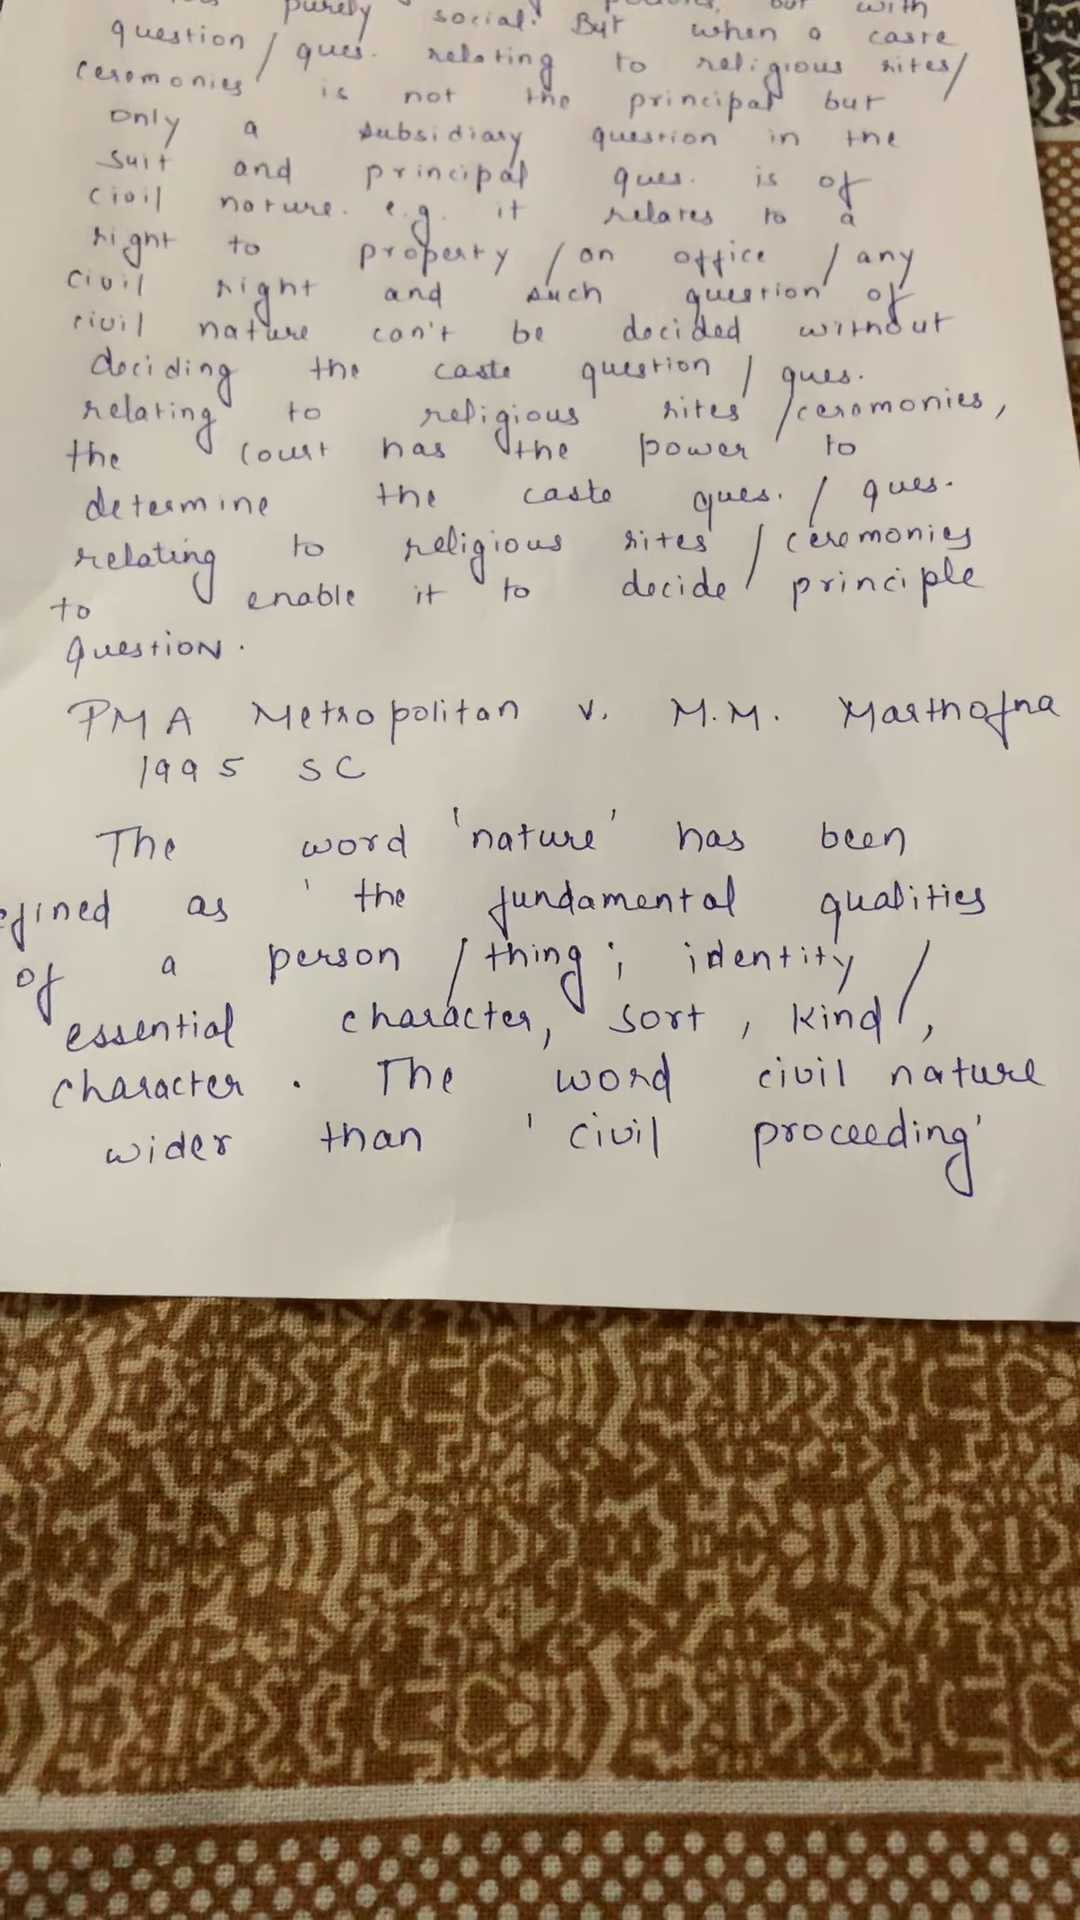 purely social. But with
question / ques. relating when a caste
ceremonies is not to religious rites/
only a the principal but
suit and subsidiary question in the
civil nature. e.g. principal ques. is of
right to it relates to a
civil right property / on office / any
civil nature and such question of
deciding can't be decided without
relating the caste question / ques.
the to religious rites /ceremonies,
determine court has the power to
relating the caste ques. / ques.
to to religious rites / ceremonies
question. enable it to decide principle
PMA Metropolitan v. M.M. Marthofna
1995 SC
The word 'nature' has been
efined as ' the fundamental qualities
of a person / thing ; identity /
essential character, sort , kind ,
character . The word civil nature
wider than ' civil proceeding'